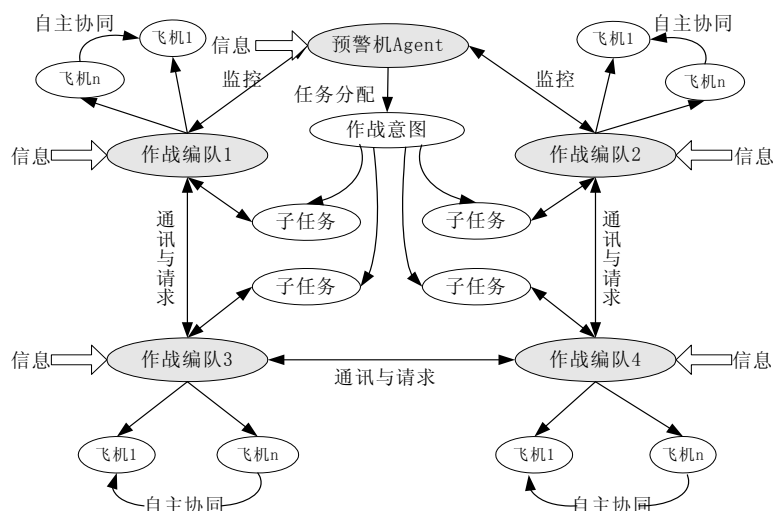 自主协同
飞机1
飞机n
信息
预警机Agent
飞机1
自主协同
飞机n
监控
监控
任务分配
作战意图
信息
作战编队1
作战编队2
信息
子任务
子任务
通讯与请求
通讯与请求
子任务
子任务
信息
作战编队3
作战编队4
信息
通讯与请求
飞机1
飞机n
飞机1
飞机n
自主协同
自主协同